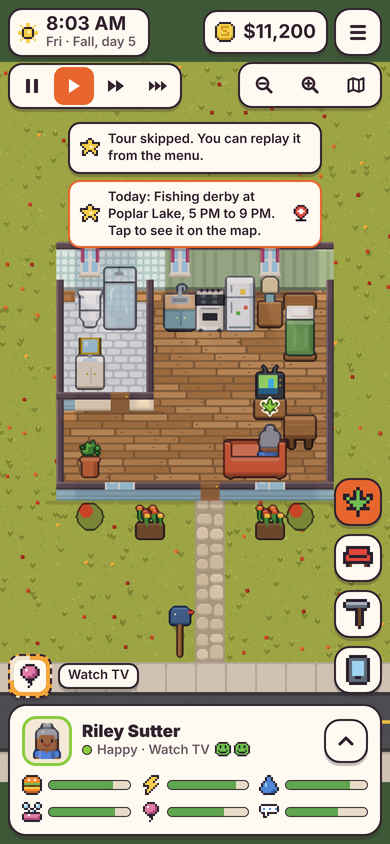 8:03 AM
Fri · Fall, day 5
$11,200
Tour skipped. You can replay it
from the menu.
Today: Fishing derby at
Poplar Lake, 5 PM to 9 PM.
Tap to see it on the map.
Watch TV
Riley Sutter
Happy · Watch TV